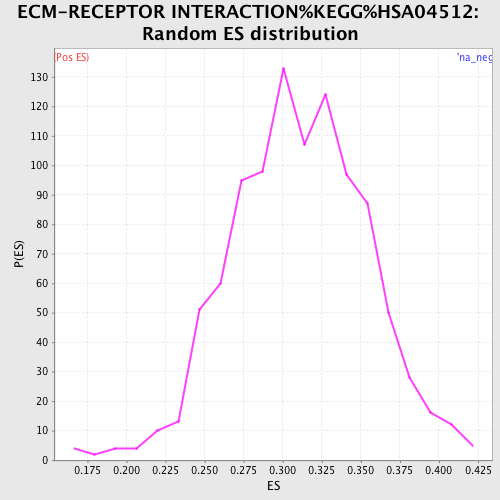 ECM-RECEPTOR INTERACTION%KEGG%HSA04512:
Random ES distribution
(Pos ES)
'na_neg
130
120
110
100
90
80
70
60
50
40
30
20
10
0
P(ES)
0.175 0.200 0.225 0.250 0.275 0.300 0.325 0.350 0.375 0.400 0.425
ES